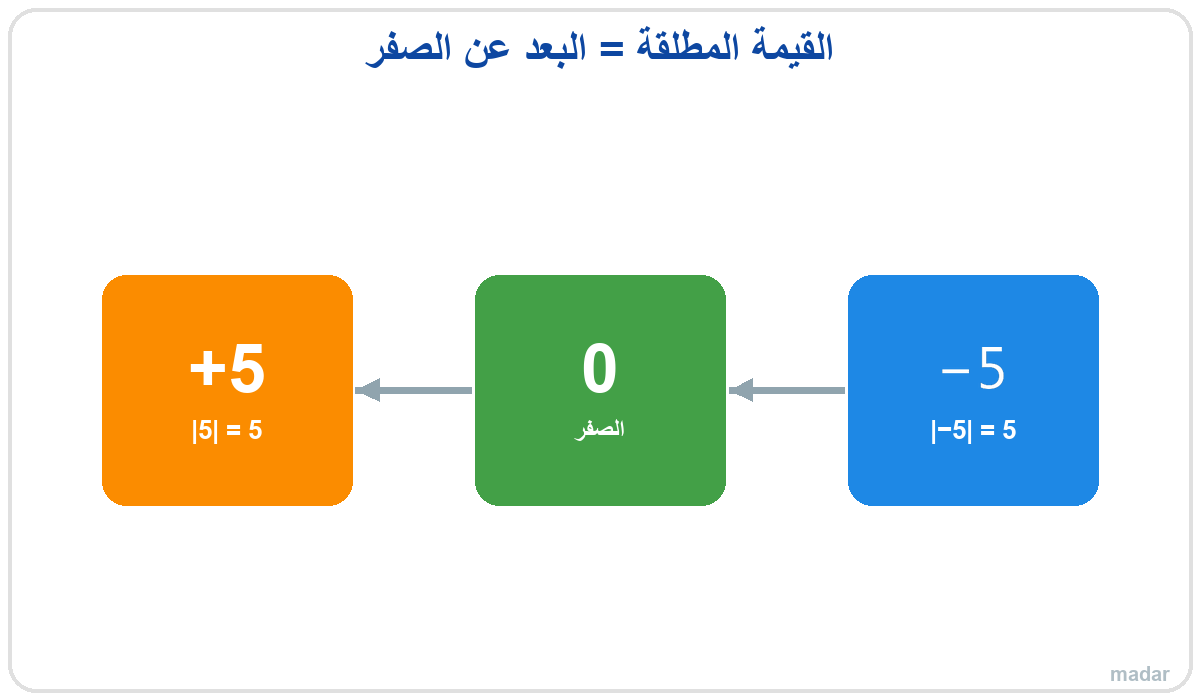 القيمة المطلقة = البعد عن الصفر
−5
|−5| = 5
0
الصفر
+5
|5| = 5
madar